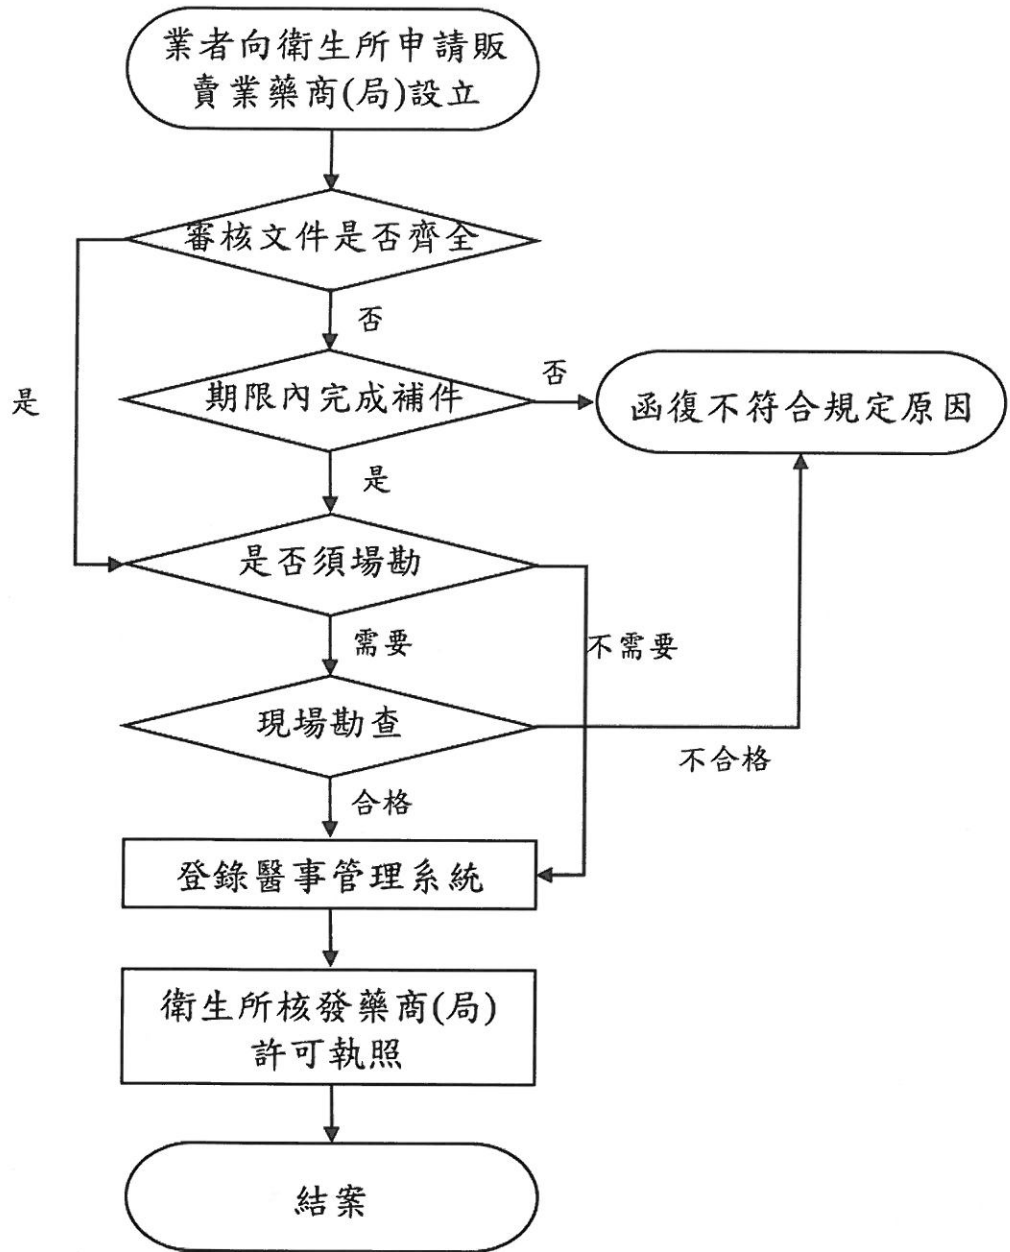 業者向衛生所申請販
賣業藥商(局)設立
審核文件是否齊全
否
是
期限內完成補件
否
函復不符合規定原因
是
是否須場勘
需要
不需要
現場勘查
不合格
合格
登錄醫事管理系統
衛生所核發藥商(局)
許可執照
結案